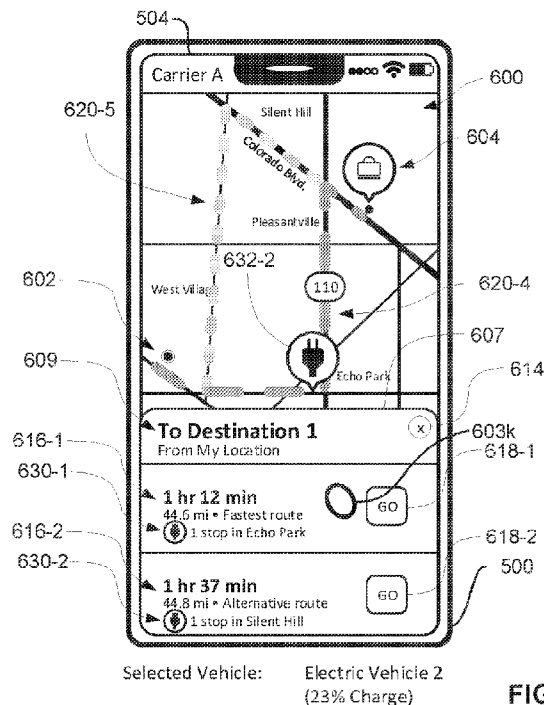 504
Carrier A
600
620-5
Silent Hill
604
Colorado Blvd.
Pleasantville
632-2
110
620-4
West Villag
602
607
609
Echo Park
614
To Destination 1
From My Location
X
603k
618-1
616-1
1 hr 12 min
44.6 mi • Fastest route
GO
630-1
1 stop in Echo Park
616-2
1 hr 37 min
44.8 mi • Alternative route
GO
618-2
630-2
1 stop in Silent Hill
500
Selected Vehicle: Electric Vehicle 2
(23% Charge)
FIG